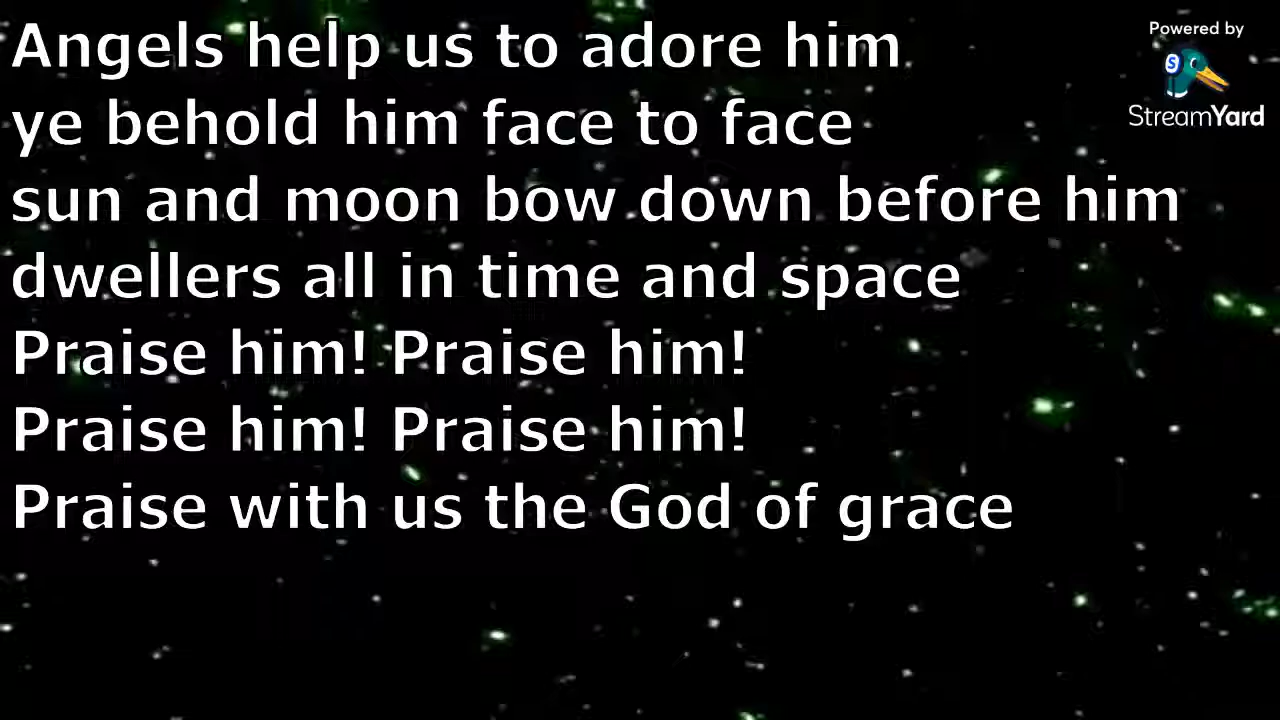 Angels help us to adore him
ye behold him face to face
sun and moon bow down before him
dwellers all in time and space
Praise him! Praise him!
Praise him! Praise him!
Praise with us the God of grace
Powered by
S
StreamYard